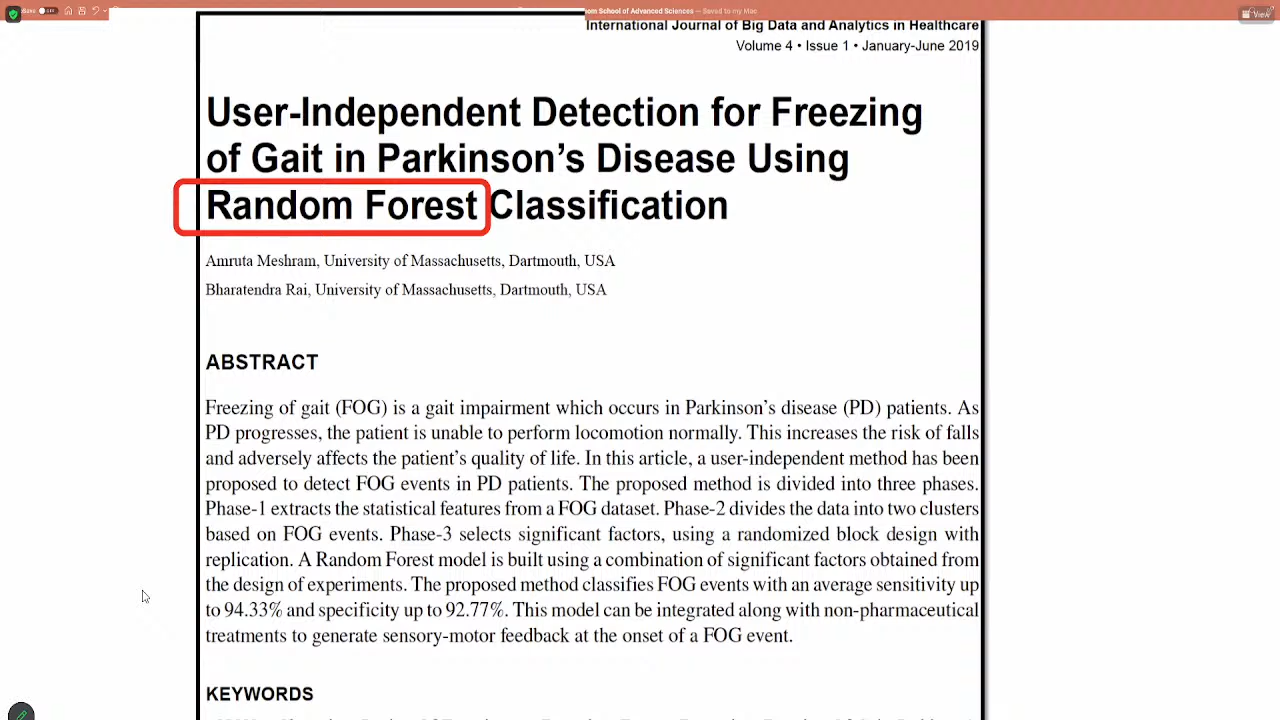 om School of Advanced Sciences — Saved to my Mac
View
International Journal of Big Data and Analytics in Healthcare
Volume 4 • Issue 1 • January-June 2019
User-Independent Detection for Freezing
of Gait in Parkinson's Disease Using
Random Forest Classification
Amruta Meshram, University of Massachusetts, Dartmouth, USA
Bharatendra Rai, University of Massachusetts, Dartmouth, USA
ABSTRACT
Freezing of gait (FOG) is a gait impairment which occurs in Parkinson's disease (PD) patients. As
PD progresses, the patient is unable to perform locomotion normally. This increases the risk of falls
and adversely affects the patient's quality of life. In this article, a user-independent method has been
proposed to detect FOG events in PD patients. The proposed method is divided into three phases.
Phase-1 extracts the statistical features from a FOG dataset. Phase-2 divides the data into two clusters
based on FOG events. Phase-3 selects significant factors, using a randomized block design with
replication. A Random Forest model is built using a combination of significant factors obtained from
the design of experiments. The proposed method classifies FOG events with an average sensitivity up
to 94.33% and specificity up to 92.77%. This model can be integrated along with non-pharmaceutical
treatments to generate sensory-motor feedback at the onset of a FOG event.
KEYWORDS